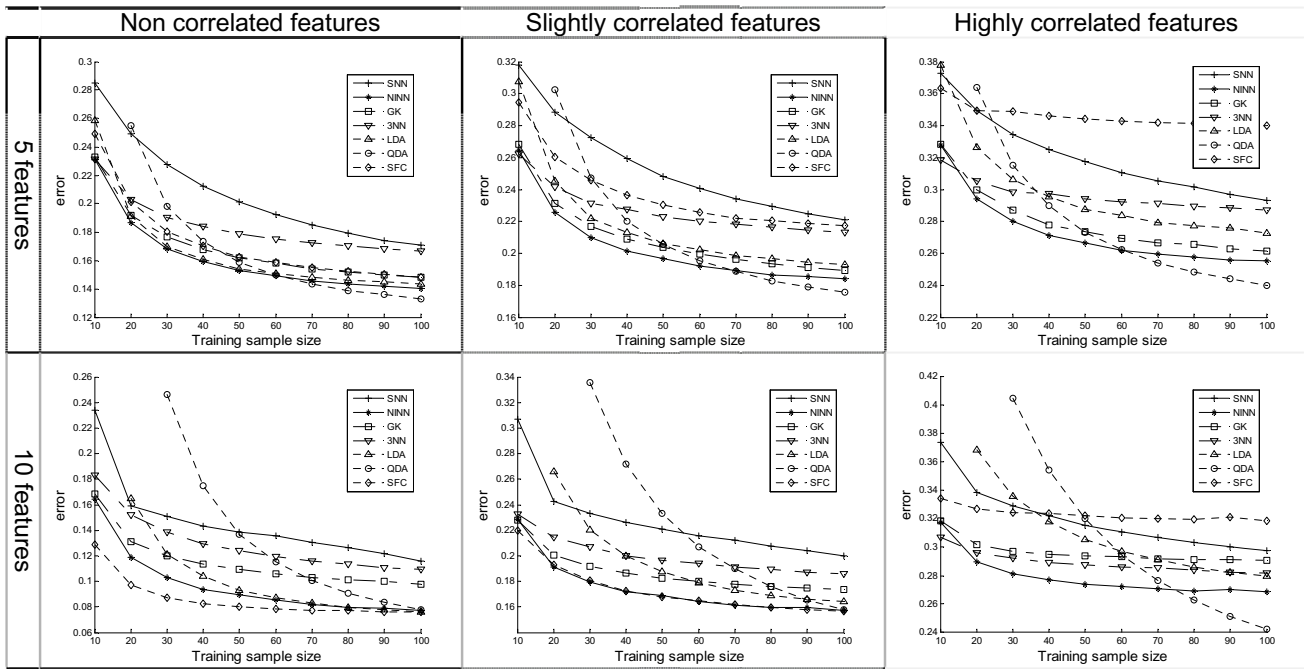 Non correlated features
Slightly correlated features
Highly correlated features
5 features
0.3
0.28
0.26
0.24
0.22
0.2
0.18
0.16
0.14
0.12
error
SNN
NINN
GK
3NN
LDA
QDA
SFC
10 20 30 40 50 60 70 80 90 100
Training sample size
0.32
0.3
0.28
0.26
0.24
0.22
0.2
0.18
0.16
error
SNN
NINN
GK
3NN
LDA
QDA
SFC
10 20 30 40 50 60 70 80 90 100
Training sample size
0.38
0.36
0.34
0.32
0.3
0.28
0.26
0.24
0.22
error
SNN
NINN
GK
3NN
LDA
QDA
SFC
10 20 30 40 50 60 70 80 90 100
Training sample size
10 features
0.26
0.24
0.22
0.2
0.18
0.16
0.14
0.12
0.1
0.08
0.06
error
SNN
NINN
GK
3NN
LDA
QDA
SFC
10 20 30 40 50 60 70 80 90 100
Training sample size
0.34
0.32
0.3
0.28
0.26
0.24
0.22
0.2
0.18
0.16
error
SNN
NINN
GK
3NN
LDA
QDA
SFC
10 20 30 40 50 60 70 80 90 100
Training sample size
0.42
0.4
0.38
0.36
0.34
0.32
0.3
0.28
0.26
0.24
error
SNN
NINN
GK
3NN
LDA
QDA
SFC
10 20 30 40 50 60 70 80 90 100
Training sample size